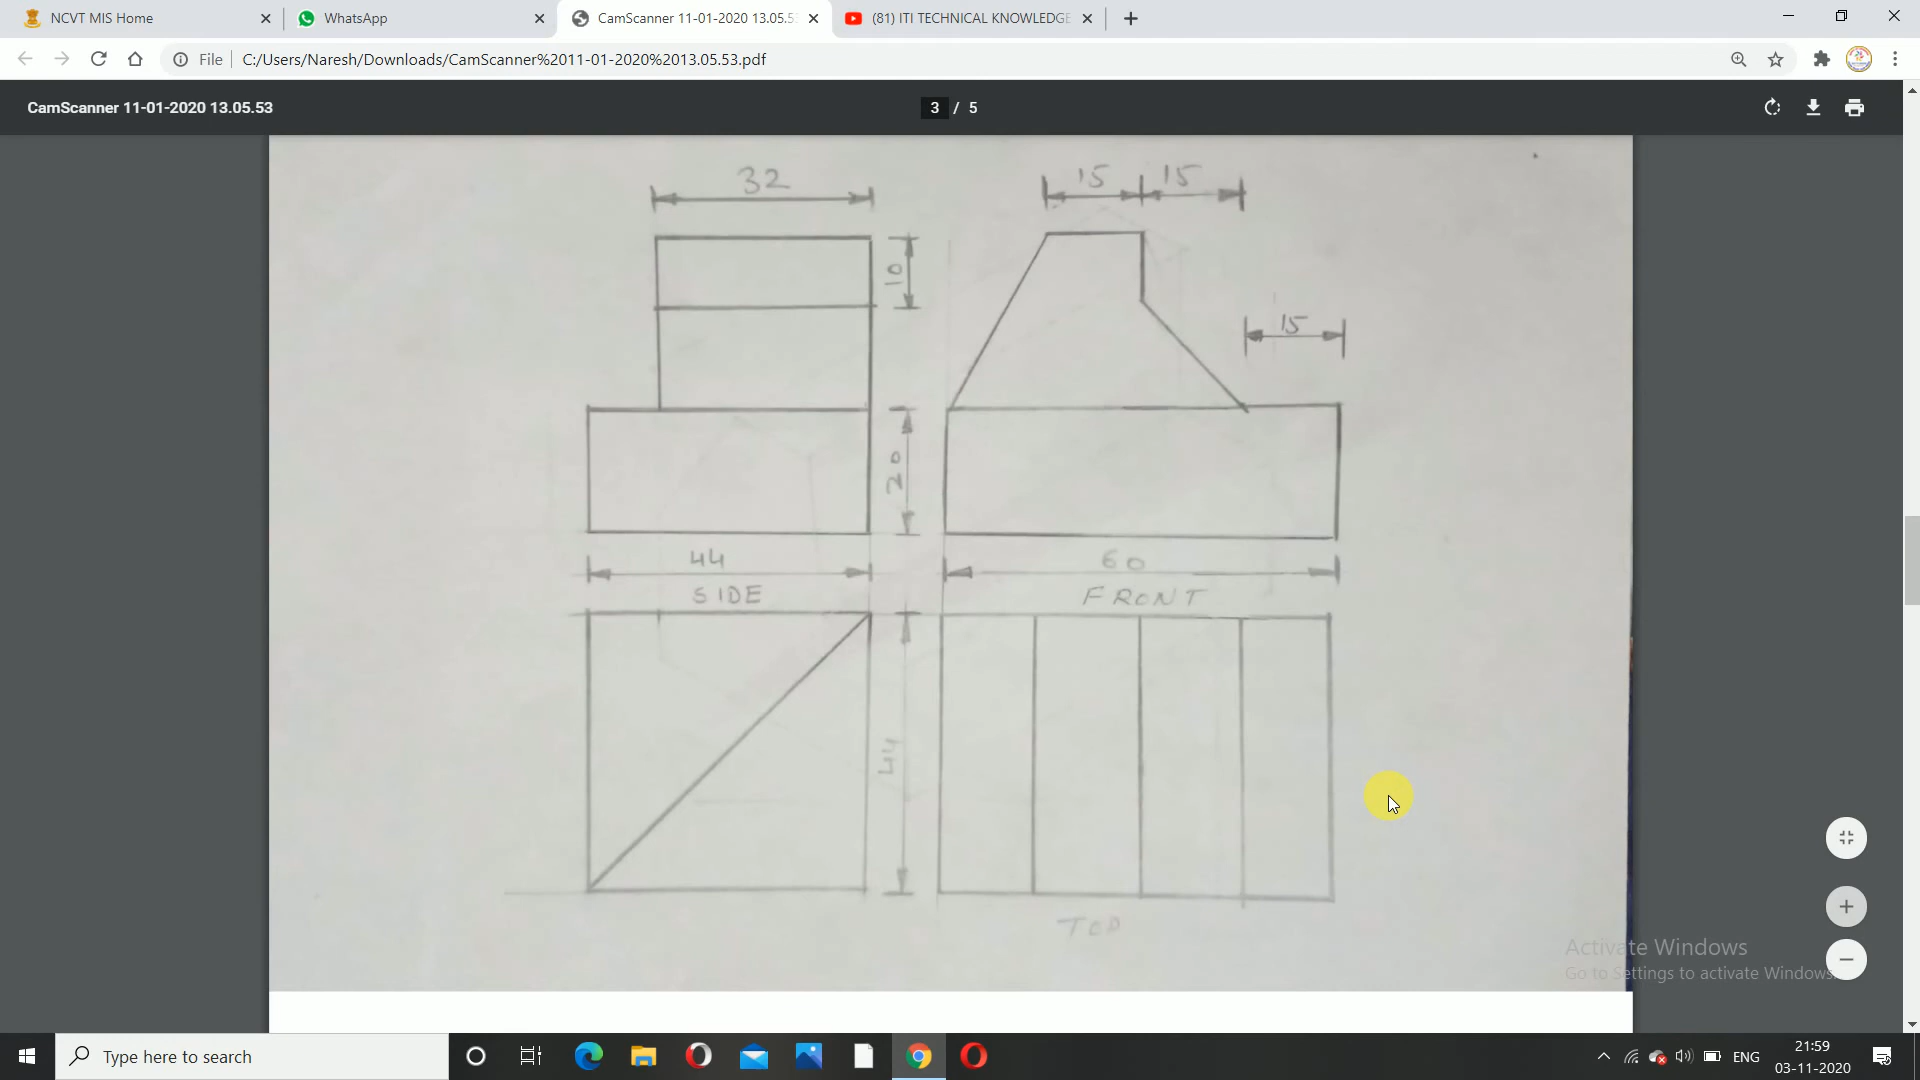 NCVT MIS Home
WhatsApp
CamScanner 11-01-2020 13.05.5
(81) ITI TECHNICAL KNOWLEDGE
File
C:/Users/Naresh/Downloads/CamScanner%2011-01-2020%2013.05.53.pdf
CamScanner 11-01-2020 13.05.53
3 / 5
32
15 15
10
15
20
44
60
SIDE
FRONT
44
TOP
Activate Windows
Go to Settings to activate Windows.
Type here to search
ENG
21:59
03-11-2020